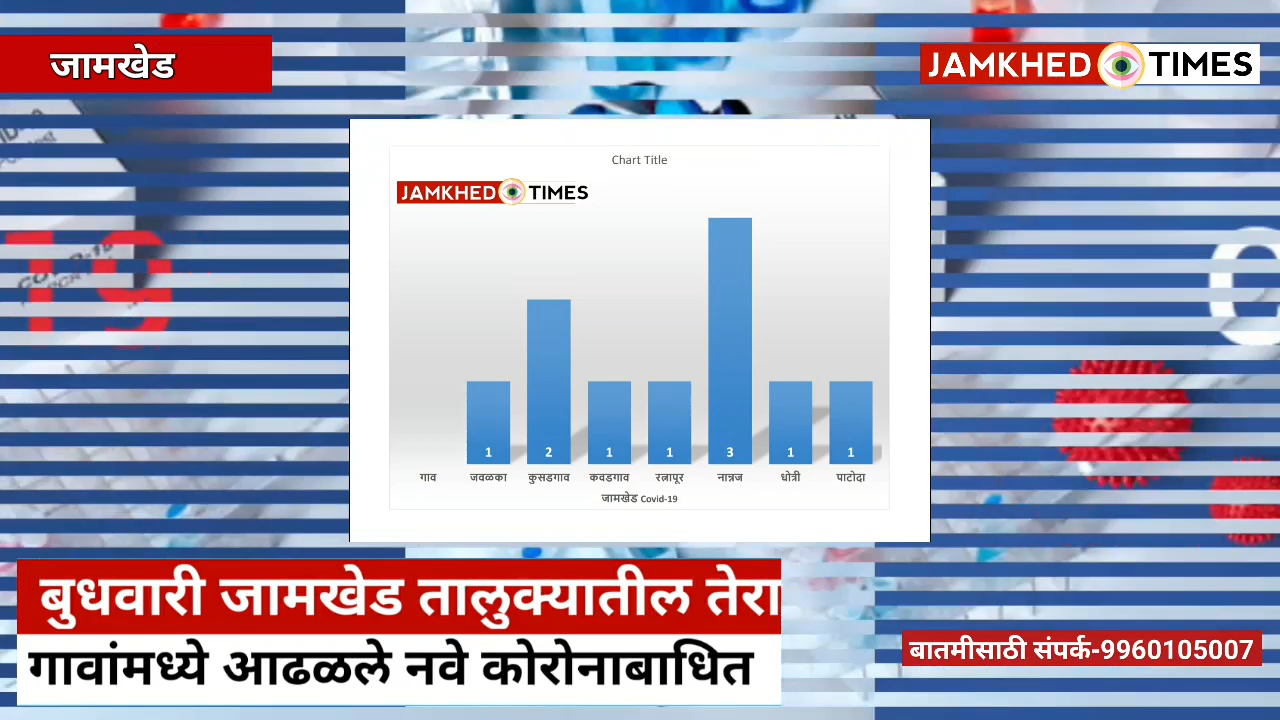 जामखेड
JAMKHED TIMES
Chart Title
JAMKHED TIMES
1 2 1 1 3 1 1
गाव जवळका कुसडगाव कवडगाव रत्नापूर नान्नज धोत्री पाटोदा
जामखेड Covid-19
19
बुधवारी जामखेड तालुक्यातील तेरा
गावांमध्ये आढळले नवे कोरोनाबाधित
बातमीसाठी संपर्क-9960105007